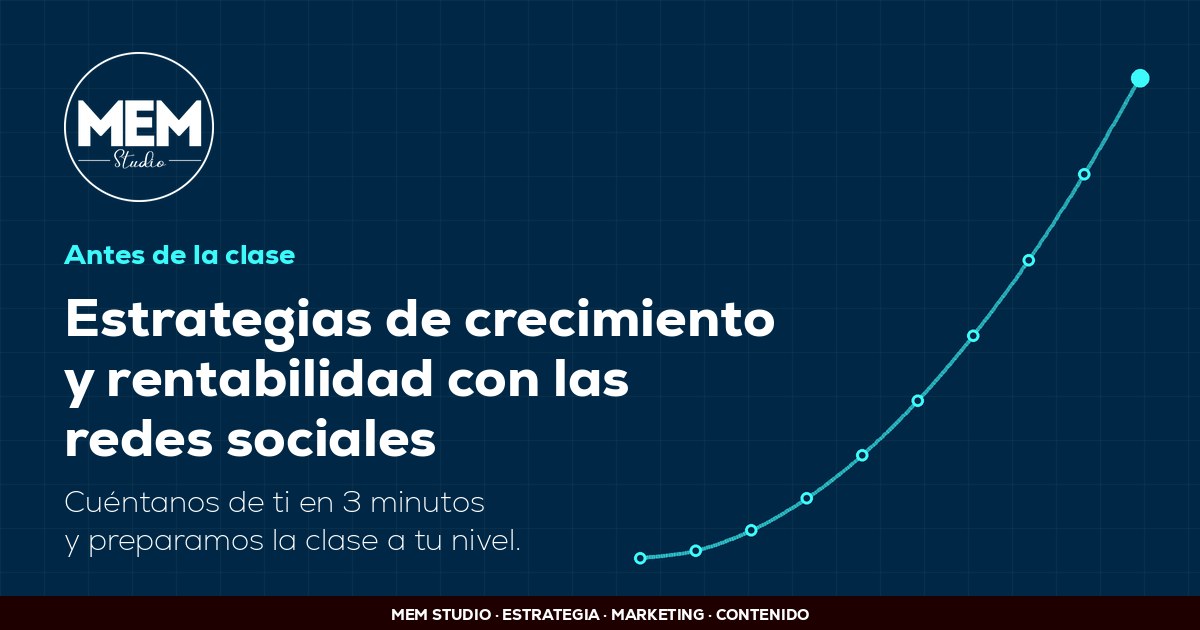 MEM
Studio
Antes de la clase
Estrategias de crecimiento
y rentabilidad con las
redes sociales
Cuéntanos de ti en 3 minutos
y preparamos la clase a tu nivel.
MEM STUDIO · ESTRATEGIA · MARKETING · CONTENIDO